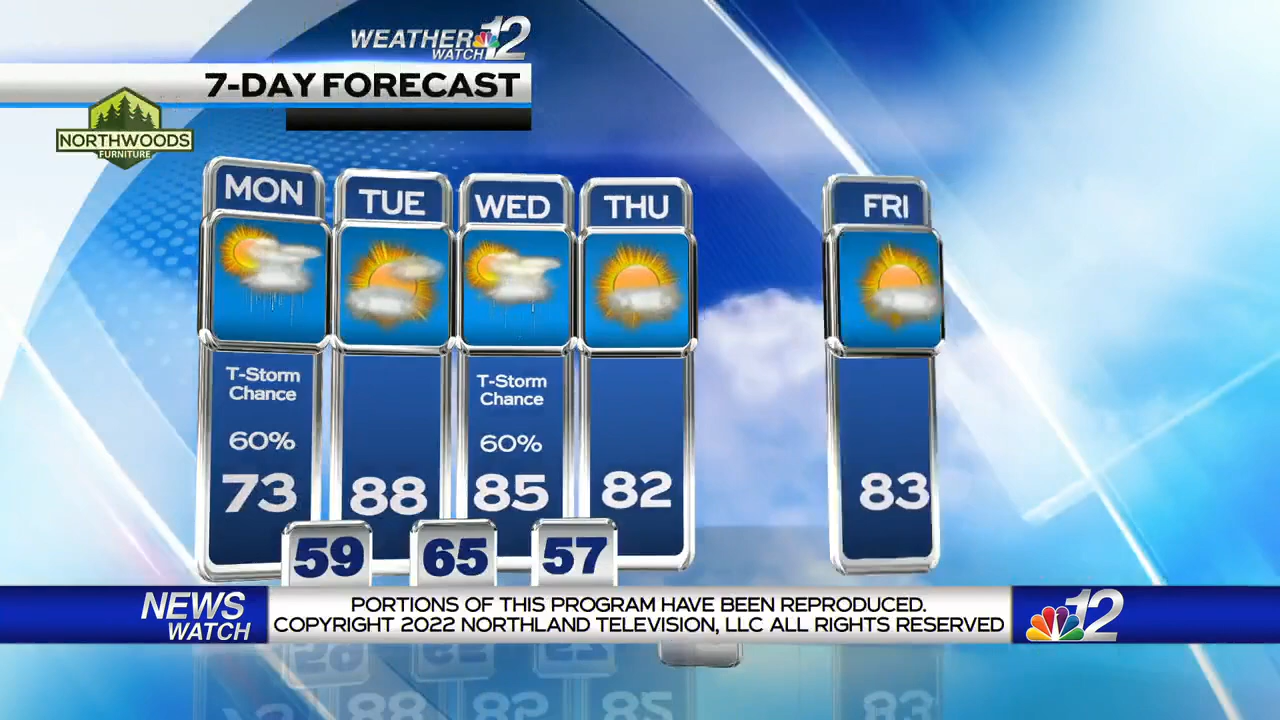 WEATHER 12
WATCH
7-DAY FORECAST
NORTHWOODS
FURNITURE
MON TUE WED THU FRI
T-Storm T-Storm
Chance Chance
60% 60%
73 88 85 82 83
59 65 57
NEWS
WATCH
PORTIONS OF THIS PROGRAM HAVE BEEN REPRODUCED.
COPYRIGHT 2022 NORTHLAND TELEVISION, LLC ALL RIGHTS RESERVED
12